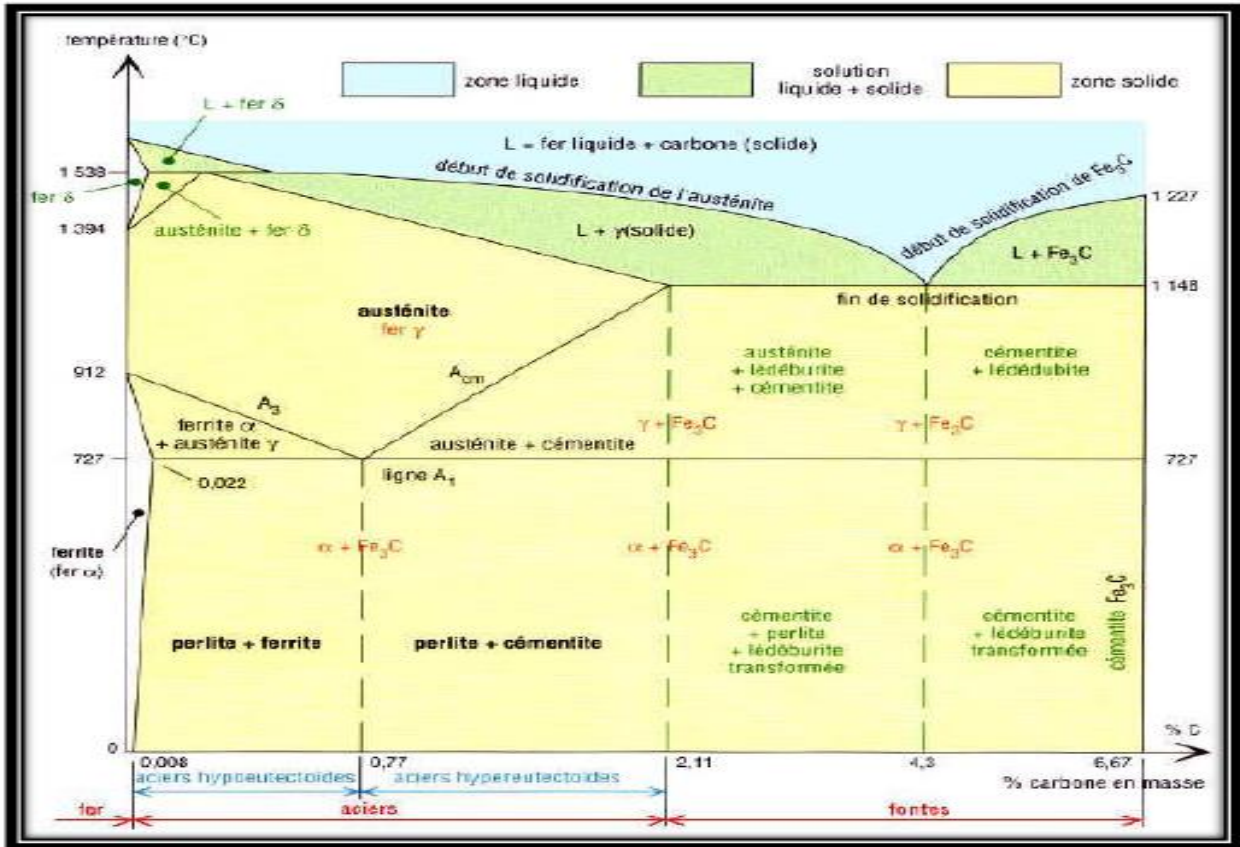 température (°C)
zone liquide
solution
liquide + solide
zone solide
L + fer δ
L = fer liquide + carbone (solide)
début de solidification de l'austénite
début de solidification de Fe₃C
1 538
fer δ
1 394
austénite + fer δ
L + γ(solide)
L + Fe₃C
1 227
1 148
fin de solidification
austénite
fer γ
austénite
+ lédéburite
+ cémentite
cémentite
+ lédédubite
912
A₃
Acm
ferrite α
+ austénite γ
austénite + cémentite
γ + Fe₃C
γ + Fe₃C
727
727
0,022
ligne A₁
ferrite
(fer α)
α + Fe₃C
α + Fe₃C
α + Fe₃C
perlite + ferrite
perlite + cémentite
cémentite
+ perlite
+ lédéburite
transformée
cémentite
+ lédéburite
transformée
cémentite Fe₃C
0
% C
0,008
0,77
2,11
4,3
6,67
aciers hypoeutectoïdes
aciers hypereutectoïdes
% carbone en masse
fer
aciers
fontes